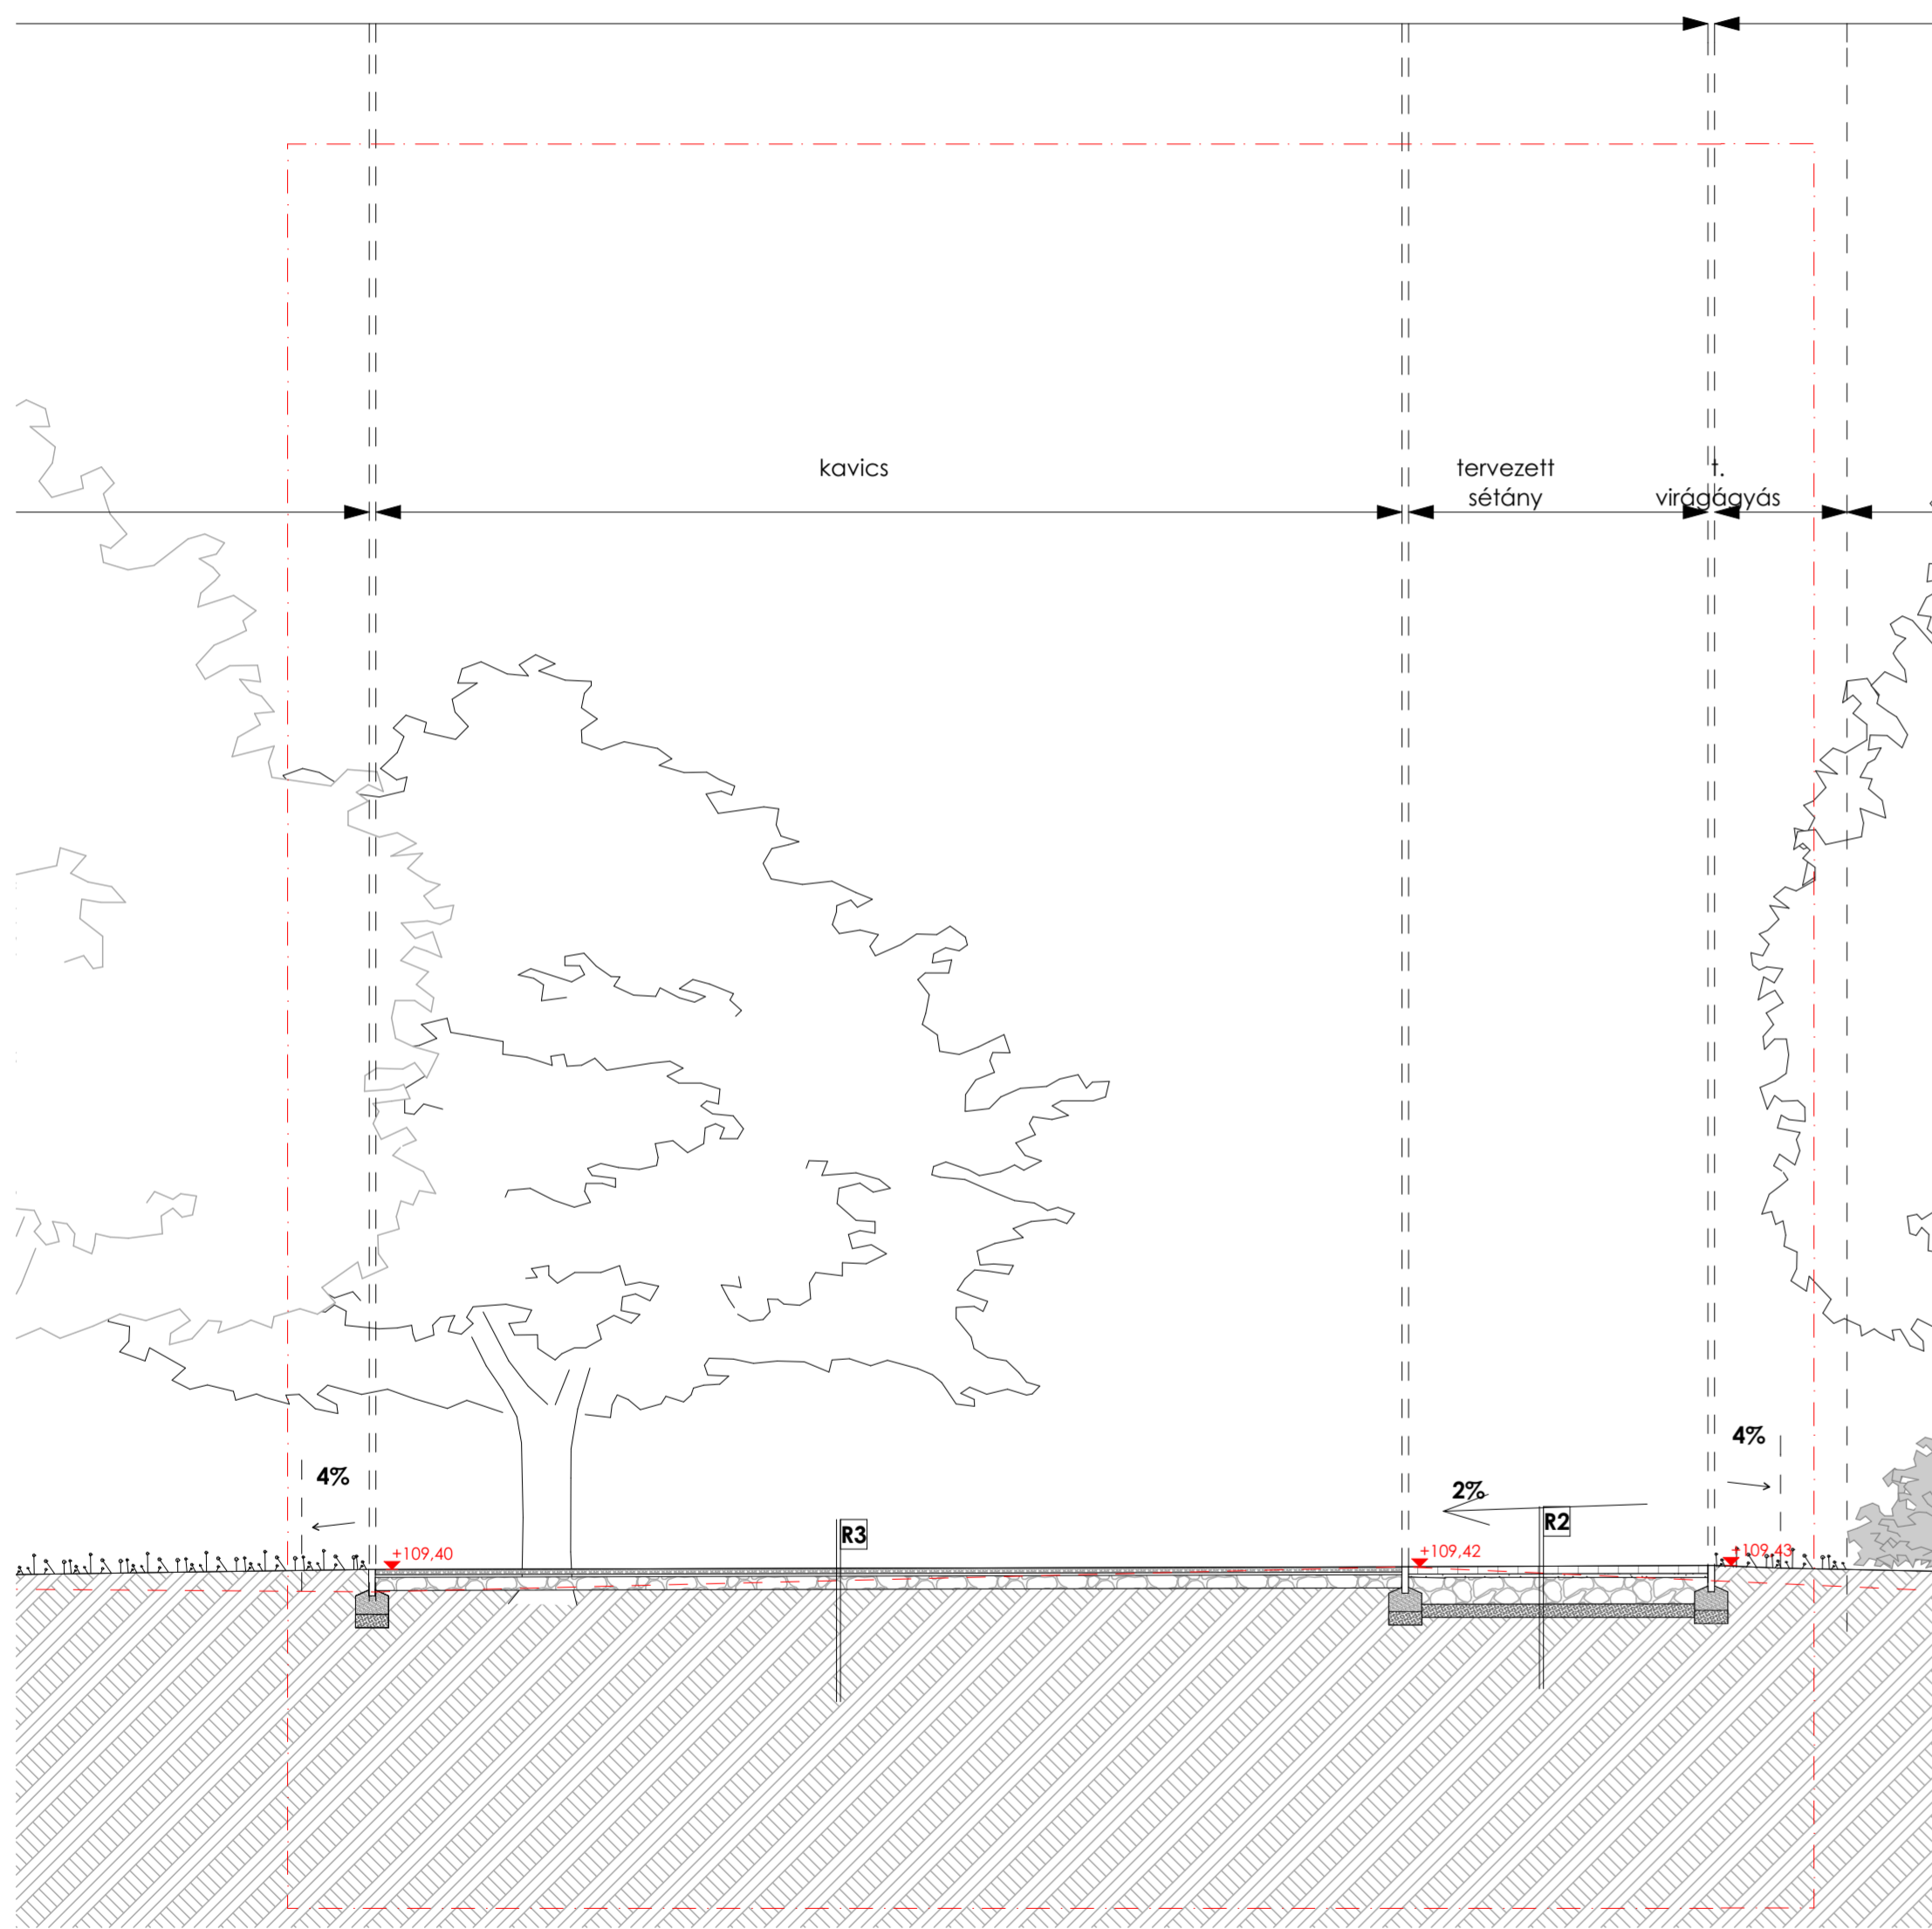 kavics
tervezett
sétány
t.
virágágyás
4%
4%
2%
R3
R2
+109,40
+109,42
+109,43